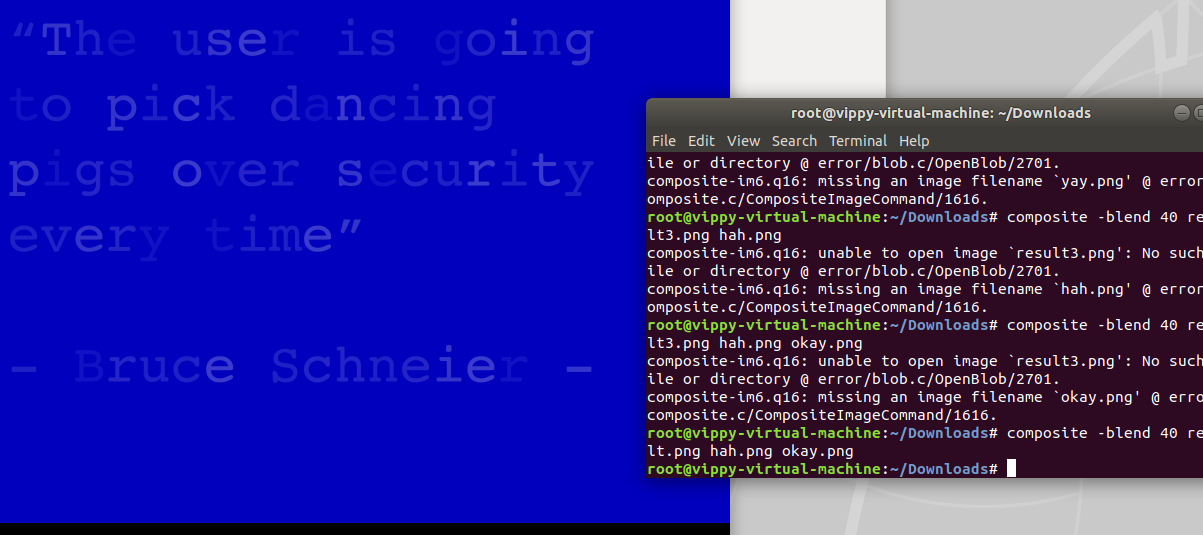 “The user is going
to pick dancing
pigs over security
every time”
- Bruce Schneier -
root@vippy-virtual-machine: ~/Downloads
File Edit View Search Terminal Help
ile or directory @ error/blob.c/OpenBlob/2701.
composite-im6.q16: missing an image filename `yay.png' @ error
omposite.c/CompositeImageCommand/1616.
root@vippy-virtual-machine:~/Downloads# composite -blend 40 re
lt3.png hah.png
composite-im6.q16: unable to open image `result3.png': No such
ile or directory @ error/blob.c/OpenBlob/2701.
composite-im6.q16: missing an image filename `hah.png' @ error
omposite.c/CompositeImageCommand/1616.
root@vippy-virtual-machine:~/Downloads# composite -blend 40 re
lt3.png hah.png okay.png
composite-im6.q16: unable to open image `result3.png': No such
ile or directory @ error/blob.c/OpenBlob/2701.
composite-im6.q16: missing an image filename `okay.png' @ erro
composite.c/CompositeImageCommand/1616.
root@vippy-virtual-machine:~/Downloads# composite -blend 40 re
lt.png hah.png okay.png
root@vippy-virtual-machine:~/Downloads#